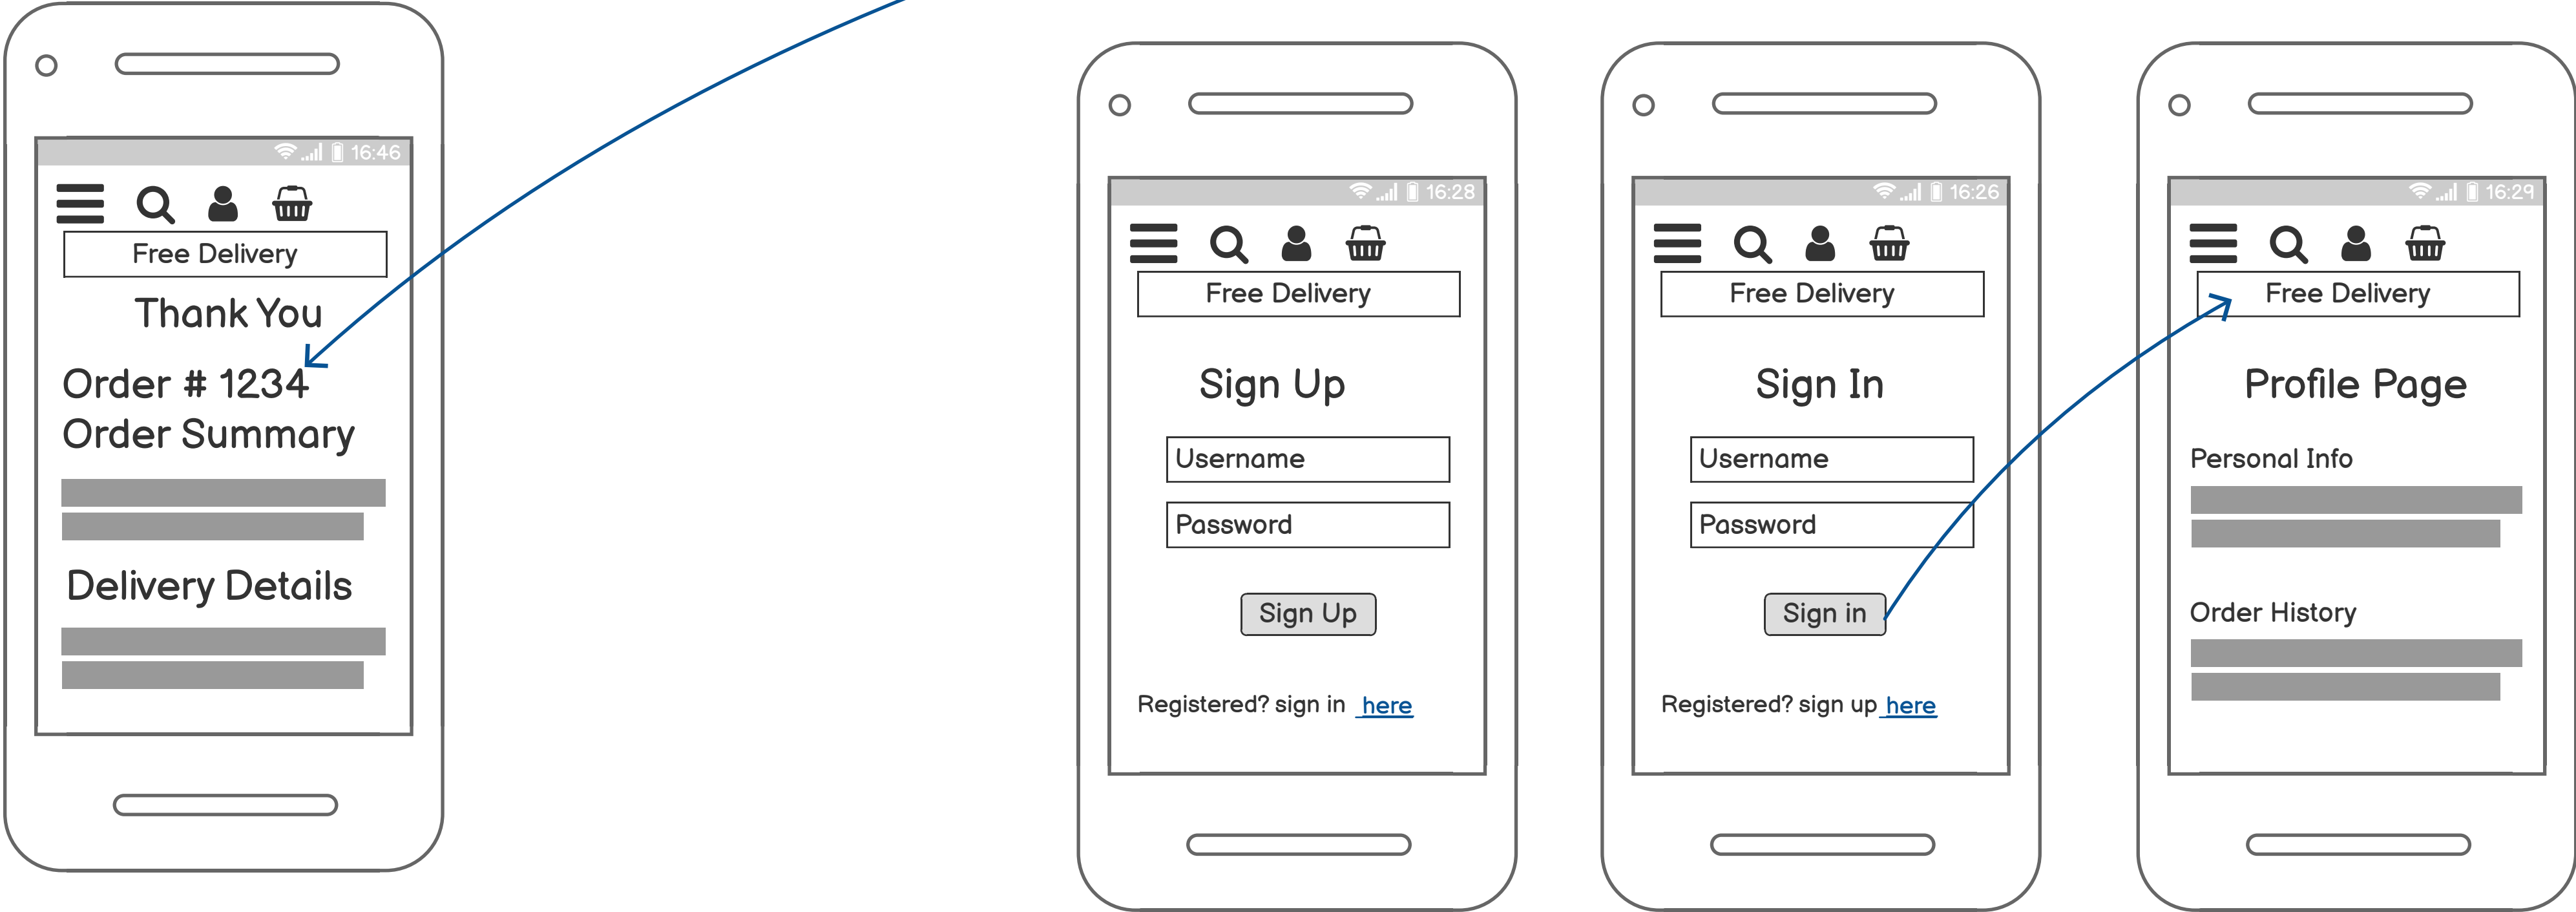 16:46
Free Delivery
Thank You
Order # 1234
Order Summary
Delivery Details
16:28
Free Delivery
Sign Up
Username
Password
Sign Up
Registered? sign in here
16:26
Free Delivery
Sign In
Username
Password
Sign in
Registered? sign up here
16:29
Free Delivery
Profile Page
Personal Info
Order History